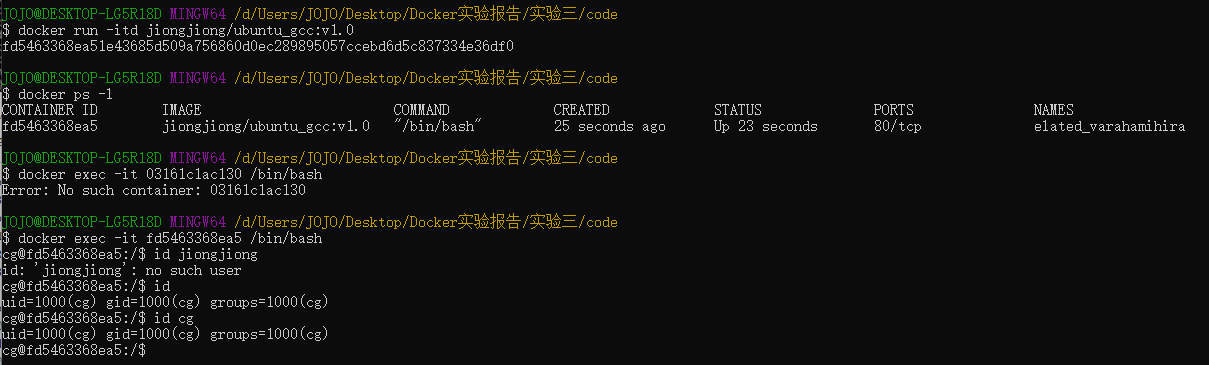 JOJO@DESKTOP-LG5R18D MINGW64 /d/Users/JOJO/Desktop/Docker实验报告/实验三/code
$ docker run -itd jiongjiong/ubuntu_gcc:v1.0
fd5463368ea51e43685d509a756860d0ec289895057ccebd6d5c837334e36df0
JOJO@DESKTOP-LG5R18D MINGW64 /d/Users/JOJO/Desktop/Docker实验报告/实验三/code
$ docker ps -l
CONTAINER ID        IMAGE                        COMMAND             CREATED             STATUS              PORTS               NAMES
fd5463368ea5        jiongjiong/ubuntu_gcc:v1.0   "/bin/bash"         25 seconds ago      Up 23 seconds       80/tcp              elated_varahamihira
JOJO@DESKTOP-LG5R18D MINGW64 /d/Users/JOJO/Desktop/Docker实验报告/实验三/code
$ docker exec -it 03161c1ac130 /bin/bash
Error: No such container: 03161c1ac130
JOJO@DESKTOP-LG5R18D MINGW64 /d/Users/JOJO/Desktop/Docker实验报告/实验三/code
$ docker exec -it fd5463368ea5 /bin/bash
cg@fd5463368ea5:/$ id jiongjiong
id: 'jiongjiong': no such user
cg@fd5463368ea5:/$ id
uid=1000(cg) gid=1000(cg) groups=1000(cg)
cg@fd5463368ea5:/$ id cg
uid=1000(cg) gid=1000(cg) groups=1000(cg)
cg@fd5463368ea5:/$